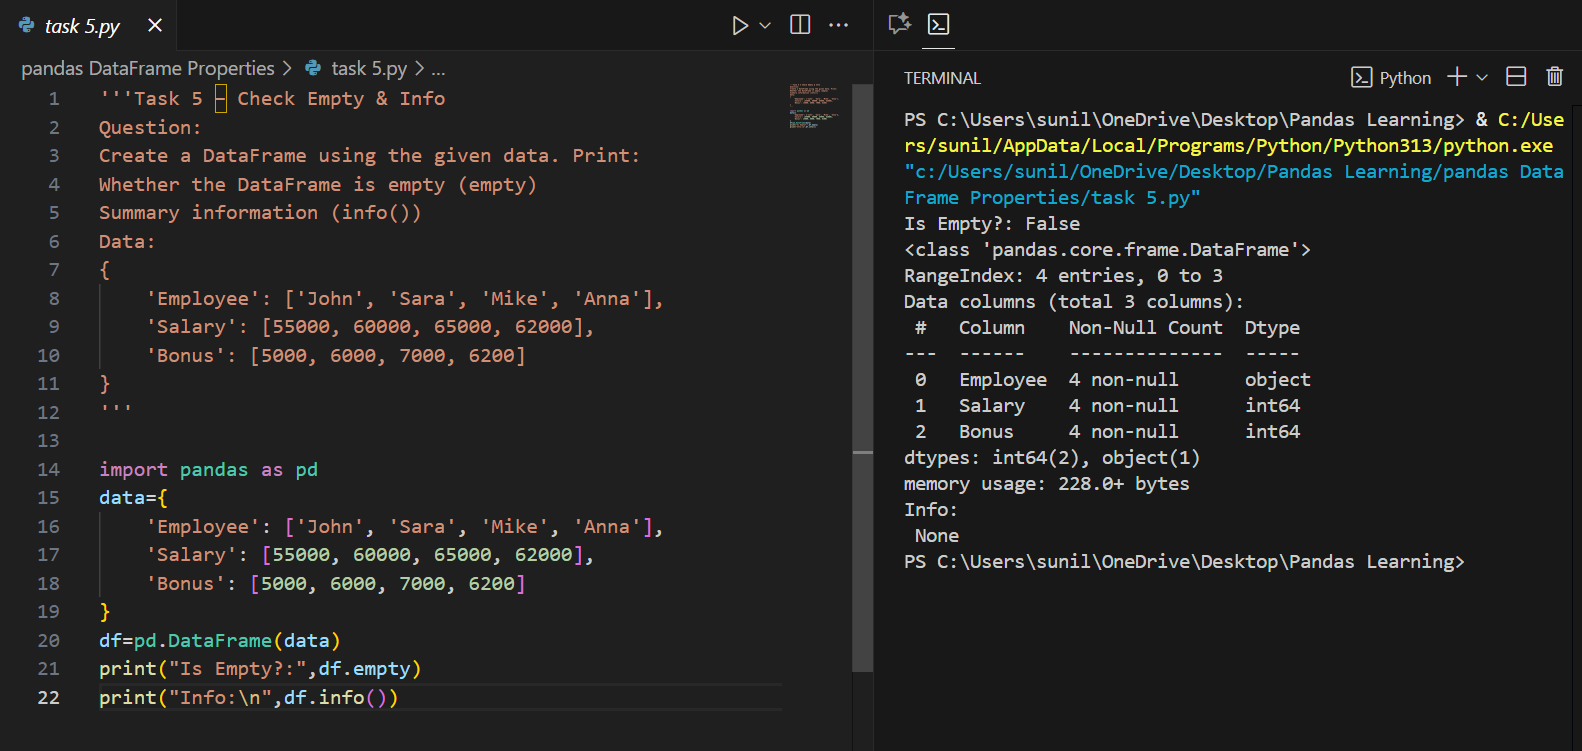 task 5.py
pandas DataFrame Properties > task 5.py > ...
1 '''Task 5 – Check Empty & Info
2 Question:
3 Create a DataFrame using the given data. Print:
4 Whether the DataFrame is empty (empty)
5 Summary information (info())
6 Data:
7 {
8     'Employee': ['John', 'Sara', 'Mike', 'Anna'],
9     'Salary': [55000, 60000, 65000, 62000],
10     'Bonus': [5000, 6000, 7000, 6200]
11 }
12 '''
13
14 import pandas as pd
15 data={
16     'Employee': ['John', 'Sara', 'Mike', 'Anna'],
17     'Salary': [55000, 60000, 65000, 62000],
18     'Bonus': [5000, 6000, 7000, 6200]
19 }
20 df=pd.DataFrame(data)
21 print("Is Empty?:",df.empty)
22 print("Info:\n",df.info())
TERMINAL
Python
PS C:\Users\sunil\OneDrive\Desktop\Pandas Learning> & C:/Use
rs/sunil/AppData/Local/Programs/Python/Python313/python.exe
"c:/Users/sunil/OneDrive/Desktop/Pandas Learning/pandas Data
Frame Properties/task 5.py"
Is Empty?: False
<class 'pandas.core.frame.DataFrame'>
RangeIndex: 4 entries, 0 to 3
Data columns (total 3 columns):
 #   Column    Non-Null Count  Dtype
---  ------    --------------  -----
 0   Employee  4 non-null      object
 1   Salary    4 non-null      int64
 2   Bonus     4 non-null      int64
dtypes: int64(2), object(1)
memory usage: 228.0+ bytes
Info:
 None
PS C:\Users\sunil\OneDrive\Desktop\Pandas Learning>